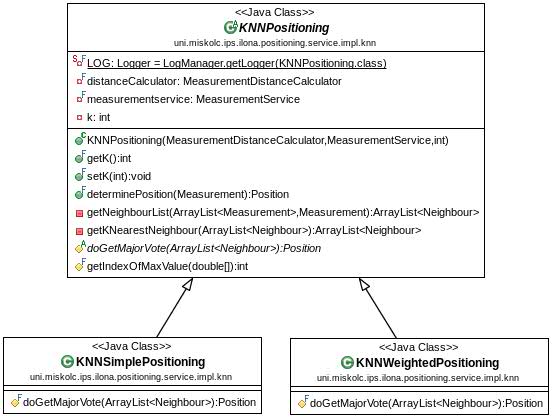 <<Java Class>>
KNNPositioning
uni.miskolc.ips.ilona.positioning.service.impl.knn
LOG: Logger = LogManager.getLogger(KNNPositioning.class)
distanceCalculator: MeasurementDistanceCalculator
measurementservice: MeasurementService
k: int
KNNPositioning(MeasurementDistanceCalculator,MeasurementService,int)
getK():int
setK(int):void
determinePosition(Measurement):Position
getNeighbourList(ArrayList<Measurement>,Measurement):ArrayList<Neighbour>
getKNearestNeighbour(ArrayList<Neighbour>):ArrayList<Neighbour>
doGetMajorVote(ArrayList<Neighbour>):Position
getIndexOfMaxValue(double[]):int
<<Java Class>>
KNNSimplePositioning
uni.miskolc.ips.ilona.positioning.service.impl.knn
doGetMajorVote(ArrayList<Neighbour>):Position
<<Java Class>>
KNNWeightedPositioning
uni.miskolc.ips.ilona.positioning.service.impl.knn
doGetMajorVote(ArrayList<Neighbour>):Position